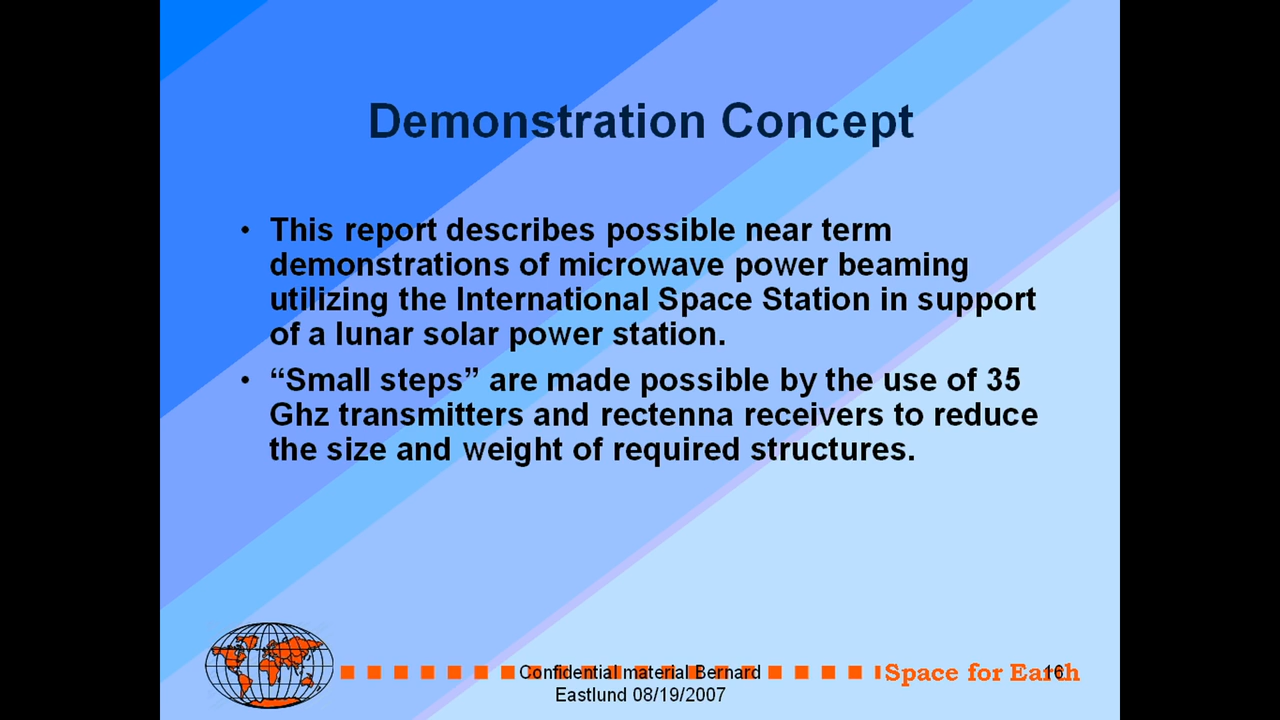 Demonstration Concept
• This report describes possible near term
demonstrations of microwave power beaming
utilizing the International Space Station in support
of a lunar solar power station.
• “Small steps” are made possible by the use of 35
Ghz transmitters and rectenna receivers to reduce
the size and weight of required structures.
Confidential material Bernard
Eastlund 08/19/2007
Space for Earth
16